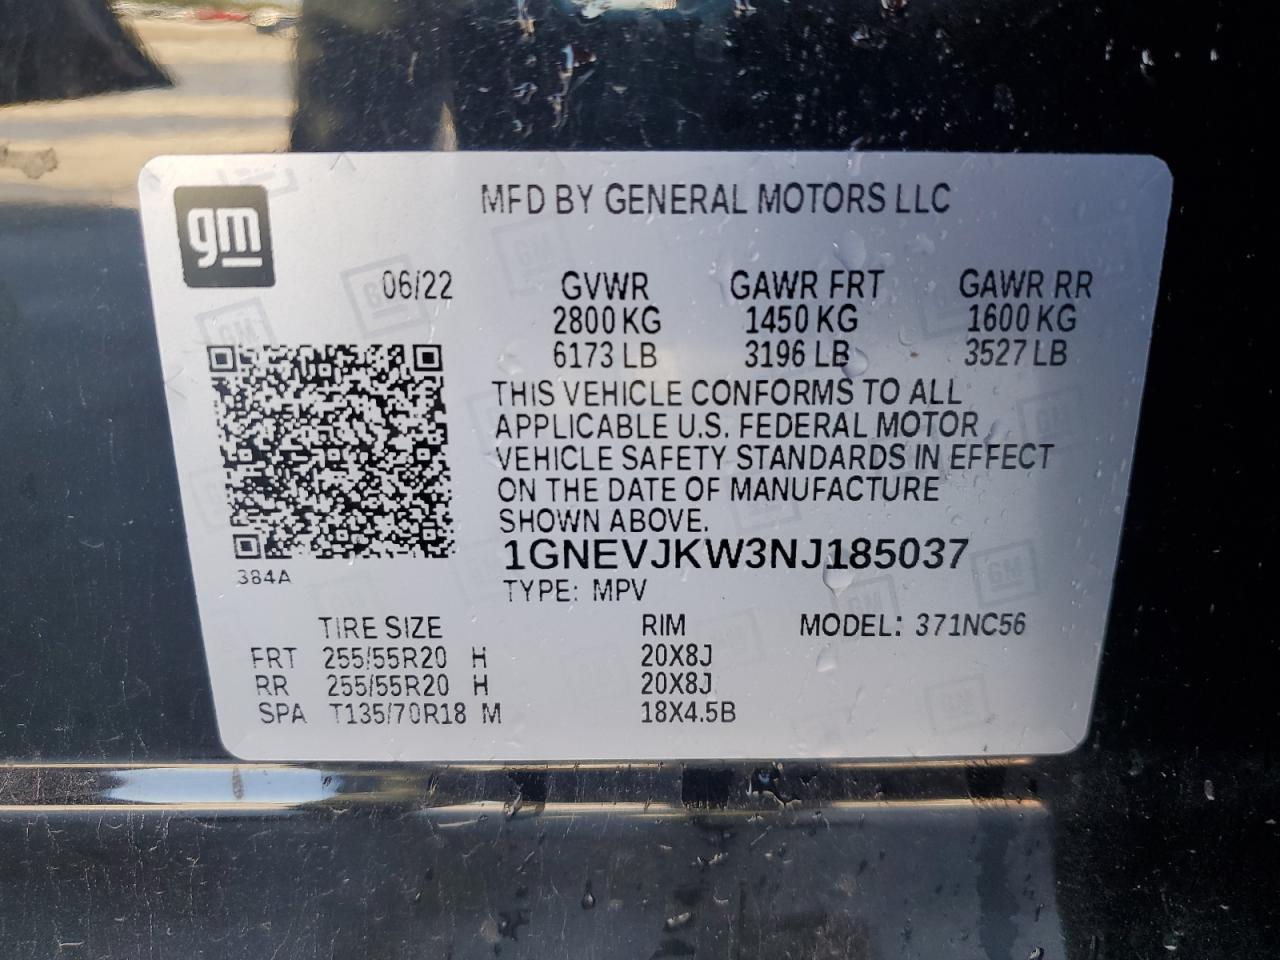 gm
MFD BY GENERAL MOTORS LLC
06/22 GVWR GAWR FRT GAWR RR
2800 KG 1450 KG 1600 KG
6173 LB 3196 LB 3527 LB
THIS VEHICLE CONFORMS TO ALL
APPLICABLE U.S. FEDERAL MOTOR
VEHICLE SAFETY STANDARDS IN EFFECT
ON THE DATE OF MANUFACTURE
SHOWN ABOVE.
1GNEVJKW3NJ185037
384A
TYPE: MPV
TIRE SIZE RIM MODEL: 371NC56
FRT 255/55R20 H 20X8J
RR 255/55R20 H 20X8J
SPA T135/70R18 M 18X4.5B